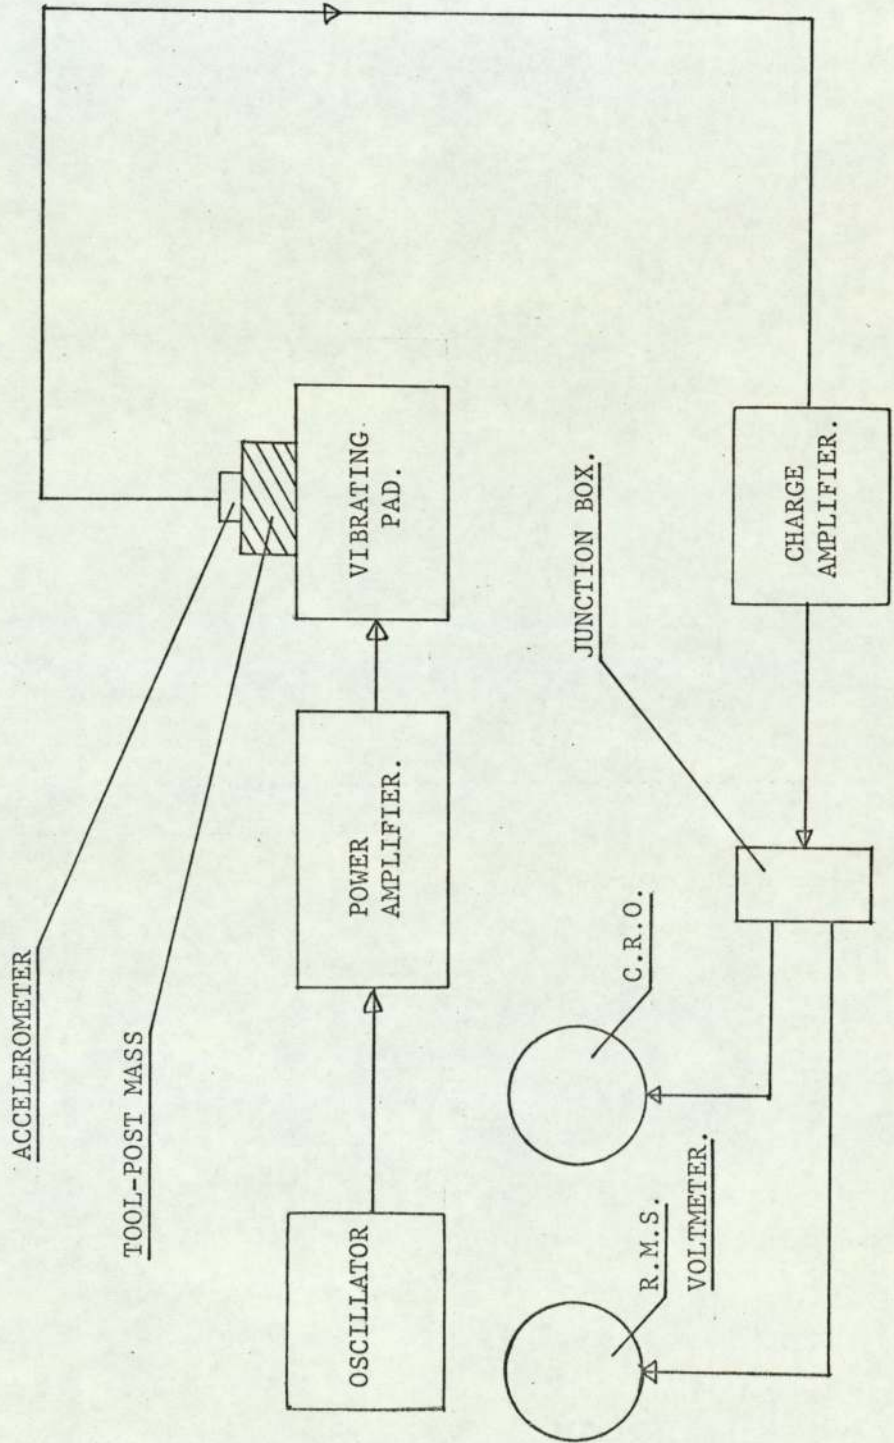 ACCELEROMETER
TOOL-POST MASS
OSCILLATOR
POWER
AMPLIFIER.
VIBRATING
PAD.
R.M.S.
VOLTMETER.
C.R.O.
JUNCTION BOX.
CHARGE
AMPLIFIER.